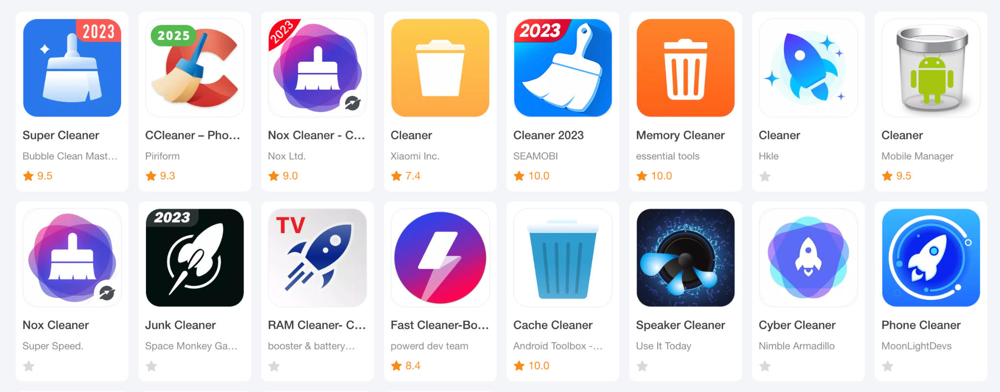 2023
2025
2023
2023
Super Cleaner
CCleaner – Pho...
Nox Cleaner - C...
Cleaner
Cleaner 2023
Memory Cleaner
Cleaner
Cleaner
Bubble Clean Mast...
Piriform
Nox Ltd.
Xiaomi Inc.
SEAMOBI
essential tools
Hkle
Mobile Manager
9.5
9.3
9.0
7.4
10.0
10.0
9.5
2023
TV
Nox Cleaner
Junk Cleaner
RAM Cleaner- C...
Fast Cleaner-Bo...
Cache Cleaner
Speaker Cleaner
Cyber Cleaner
Phone Cleaner
Super Speed.
Space Monkey Ga...
booster & battery...
powerd dev team
Android Toolbox -...
Use It Today
Nimble Armadillo
MoonLightDevs
8.4
10.0